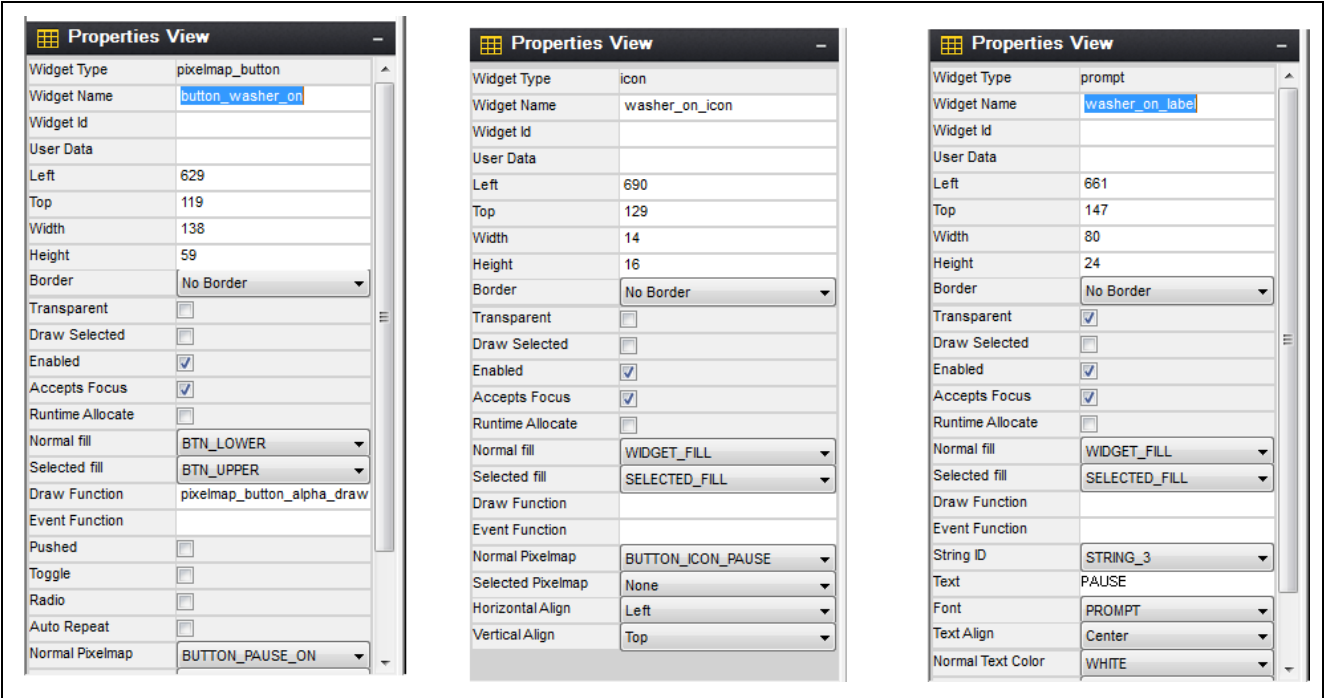 Properties View
Widget Type pixelmap_button
Widget Name button_washer_on
Widget Id
User Data
Left 629
Top 119
Width 138
Height 59
Border No Border
Transparent
Draw Selected
Enabled
Accepts Focus
Runtime Allocate
Normal fill BTN_LOWER
Selected fill BTN_UPPER
Draw Function pixelmap_button_alpha_draw
Event Function
Pushed
Toggle
Radio
Auto Repeat
Normal Pixelmap BUTTON_PAUSE_ON
Properties View
Widget Type icon
Widget Name washer_on_icon
Widget Id
User Data
Left 690
Top 129
Width 14
Height 16
Border No Border
Transparent
Draw Selected
Enabled
Accepts Focus
Runtime Allocate
Normal fill WIDGET_FILL
Selected fill SELECTED_FILL
Draw Function
Event Function
Normal Pixelmap BUTTON_ICON_PAUSE
Selected Pixelmap None
Horizontal Align Left
Vertical Align Top
Properties View
Widget Type prompt
Widget Name washer_on_label
Widget Id
User Data
Left 661
Top 147
Width 80
Height 24
Border No Border
Transparent
Draw Selected
Enabled
Accepts Focus
Runtime Allocate
Normal fill WIDGET_FILL
Selected fill SELECTED_FILL
Draw Function
Event Function
String ID STRING_3
Text PAUSE
Font PROMPT
Text Align Center
Normal Text Color WHITE